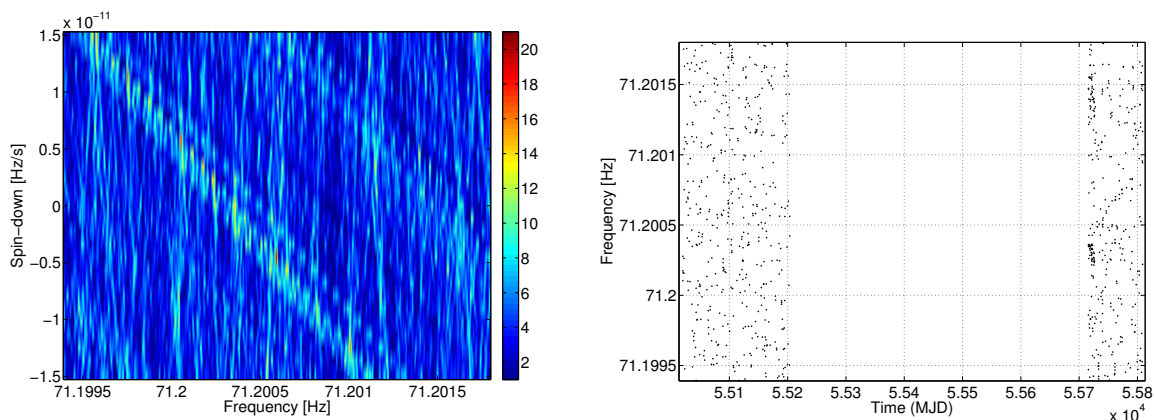 x 10⁻¹¹
1.5
1
0.5
0
−0.5
−1
−1.5
Spin−down [Hz/s]
71.1995 71.2 71.2005 71.201 71.2015
Frequency [Hz]
20
18
16
14
12
10
8
6
4
2
71.2015
71.201
71.2005
71.2
71.1995
Frequency [Hz]
5.51 5.52 5.53 5.54 5.55 5.56 5.57 5.58
Time (MJD)
x 10⁴